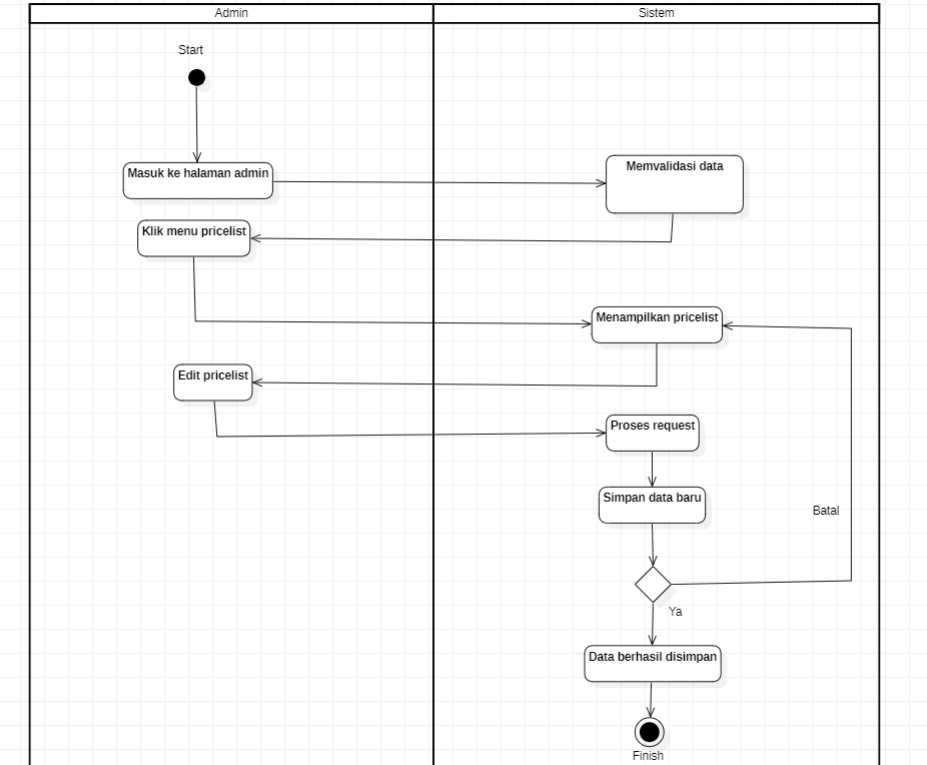 Admin
Sistem
Start
Masuk ke halaman admin
Memvalidasi data
Klik menu pricelist
Menampilkan pricelist
Edit pricelist
Proses request
Simpan data baru
Batal
Ya
Data berhasil disimpan
Finish